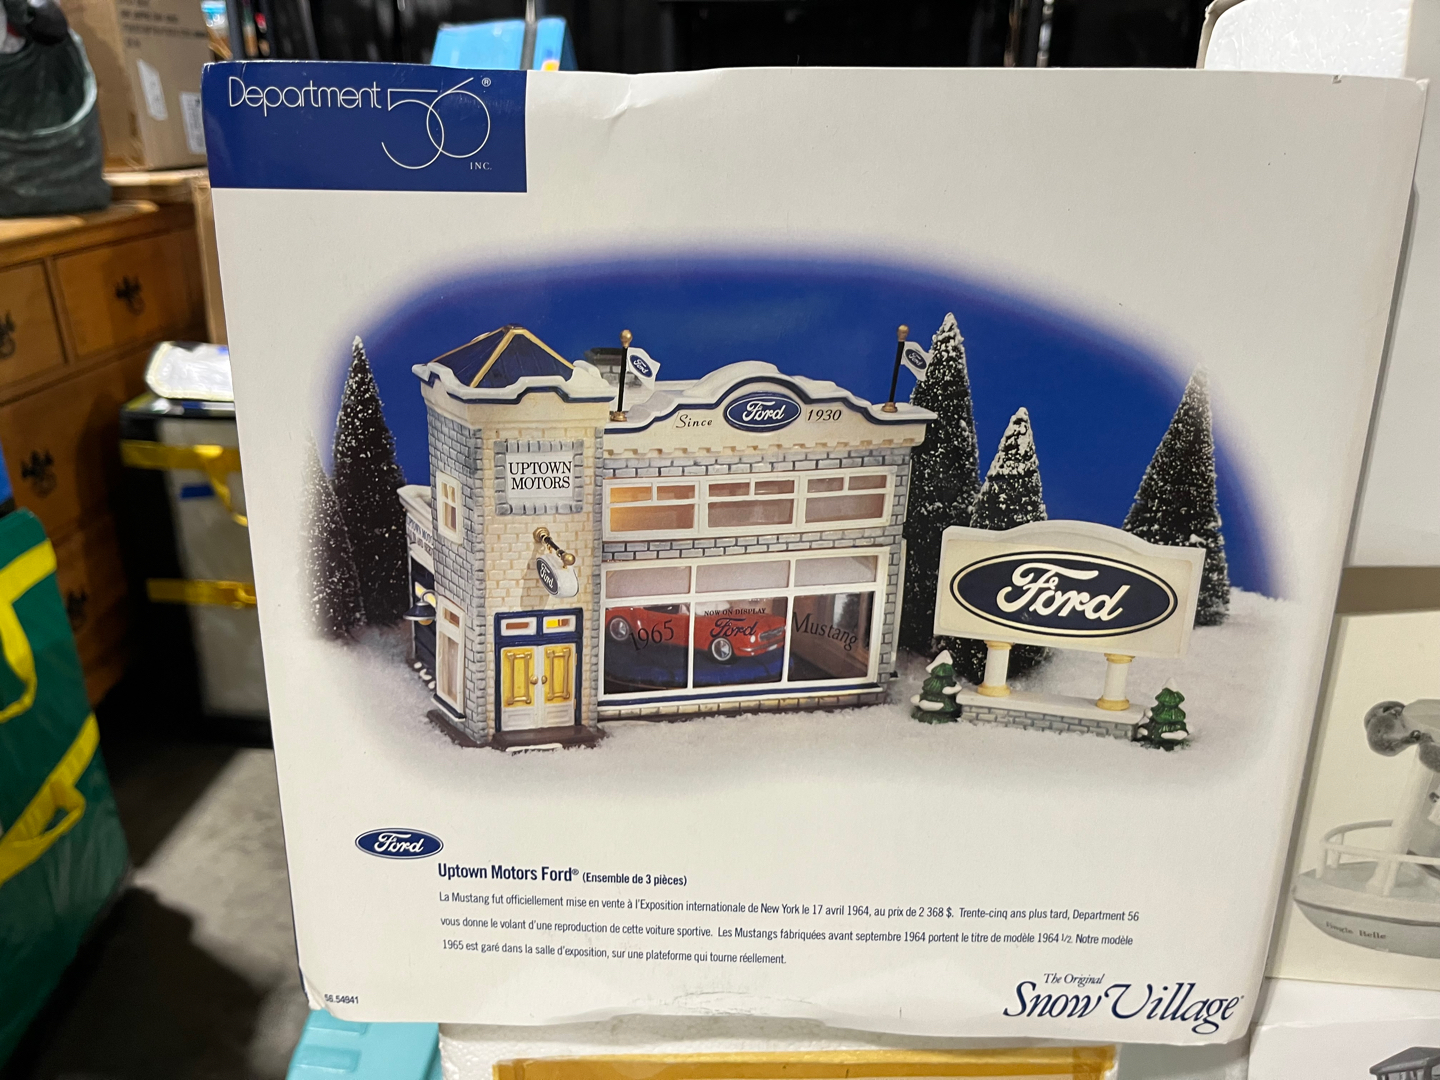 Department 56®
INC.
Since Ford 1930
UPTOWN
MOTORS
Ford
Ford
Ford
NOW ON DISPLAY
1965 Ford Mustang
Ford
Ford
Uptown Motors Ford® (Ensemble de 3 pièces)
La Mustang fut officiellement mise en vente à l'Exposition internationale de New York le 17 avril 1964, au prix de 2 368 $. Trente-cinq ans plus tard, Department 56
vous donne le volant d'une reproduction de cette voiture sportive. Les Mustangs fabriquées avant septembre 1964 portent le titre de modèle 1964 1/2. Notre modèle
1965 est garé dans la salle d'exposition, sur une plateforme qui tourne réellement.
56.54941
The Original
Snow Village